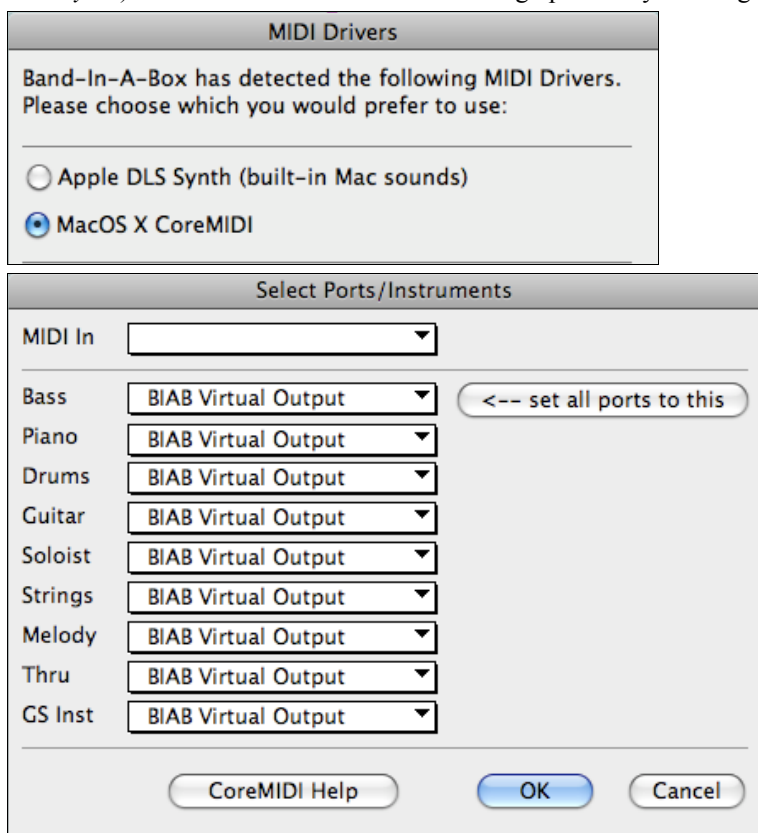 MIDI Drivers
Band-In-A-Box has detected the following MIDI Drivers.
Please choose which you would prefer to use:
Apple DLS Synth (built-in Mac sounds)
MacOS X CoreMIDI
Select Ports/Instruments
MIDI In
Bass BIAB Virtual Output <-- set all ports to this
Piano BIAB Virtual Output
Drums BIAB Virtual Output
Guitar BIAB Virtual Output
Soloist BIAB Virtual Output
Strings BIAB Virtual Output
Melody BIAB Virtual Output
Thru BIAB Virtual Output
GS Inst BIAB Virtual Output
CoreMIDI Help OK Cancel